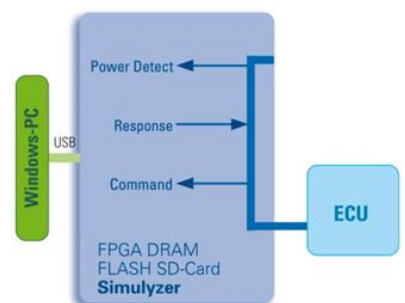 Windows-PC
USB
Power Detect
Response
Command
ECU
FPGA DRAM
FLASH SD-Card
Simulyzer